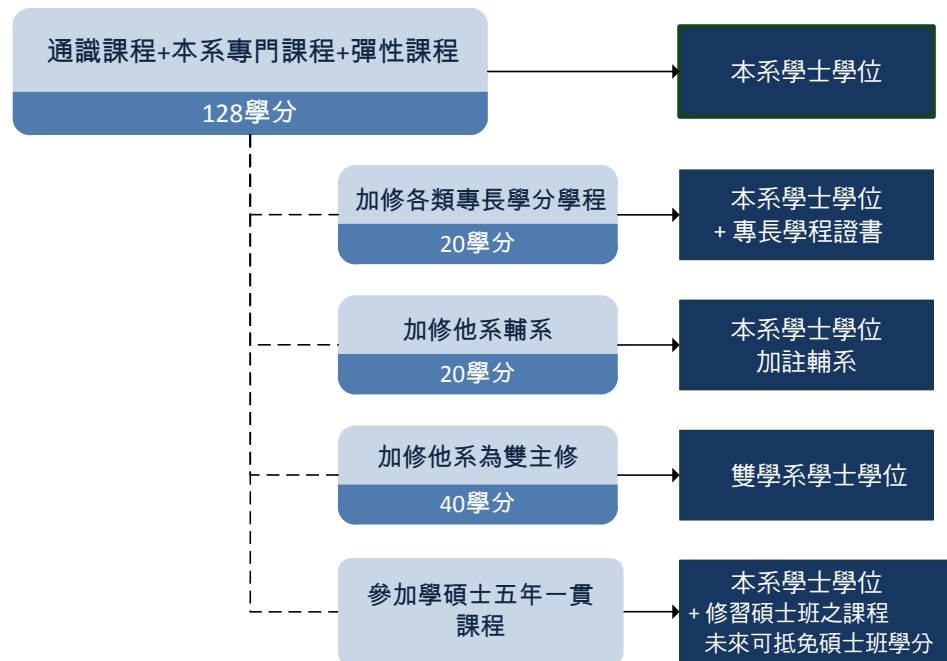 通識課程+本系專門課程+彈性課程
128學分
本系學士學位
加修各類專長學分學程
20學分
本系學士學位
+ 專長學程證書
加修他系輔系
20學分
本系學士學位
加註輔系
加修他系為雙主修
40學分
雙學系學士學位
參加學碩士五年一貫
課程
本系學士學位
+ 修習碩士班之課程
未來可抵免碩士班學分